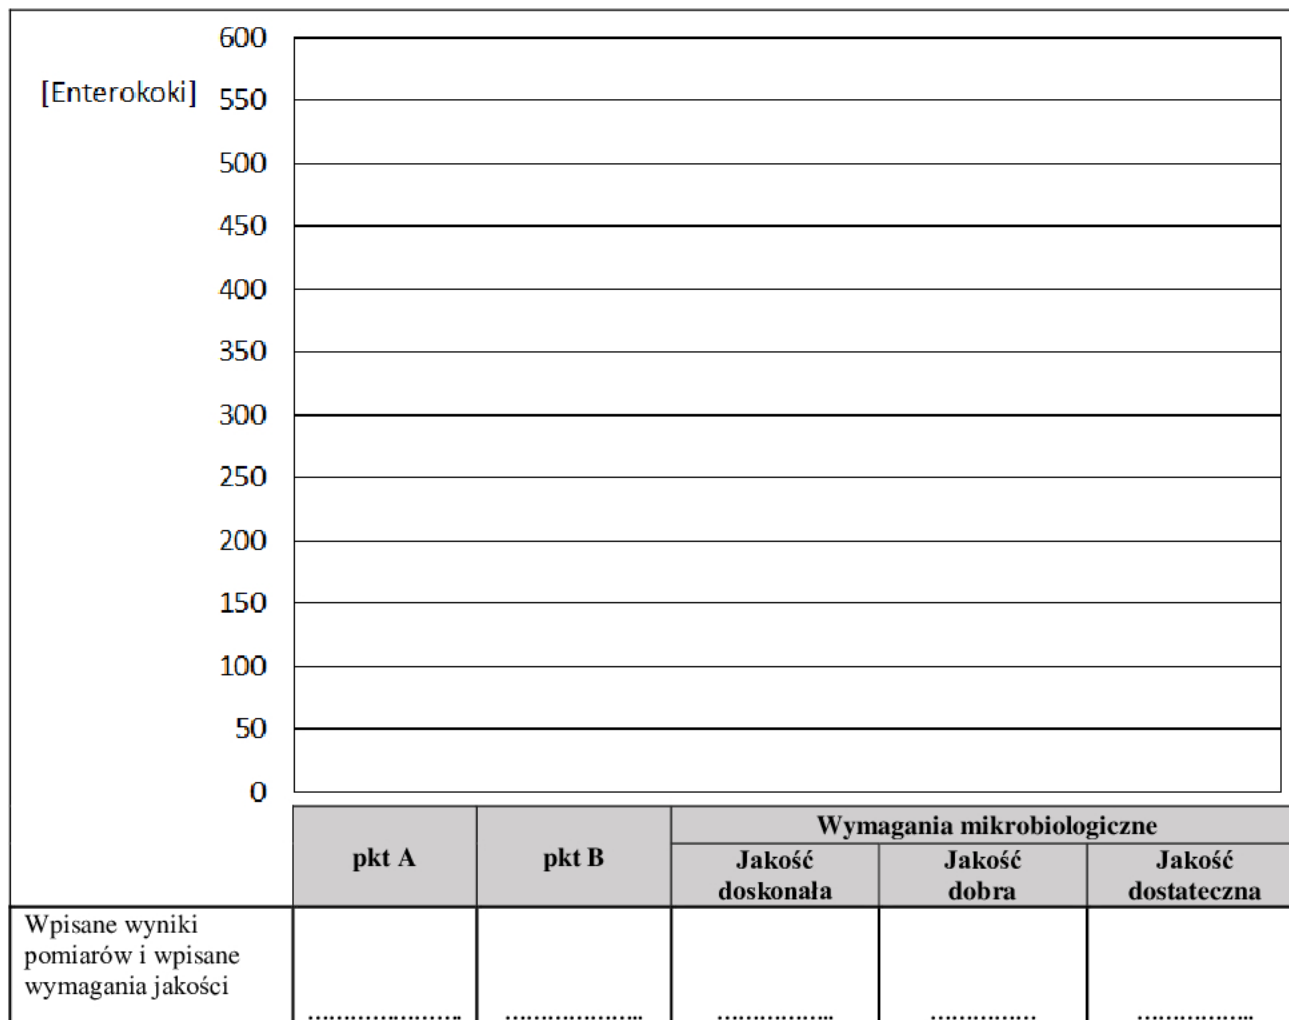 600
[Enterokoki] 550
500
450
400
350
300
250
200
150
100
50
0
pkt A
pkt B
Wymagania mikrobiologiczne
Jakość
doskonała
Jakość
dobra
Jakość
dostateczna
Wpisane wyniki
pomiarów i wpisane
wymagania jakości